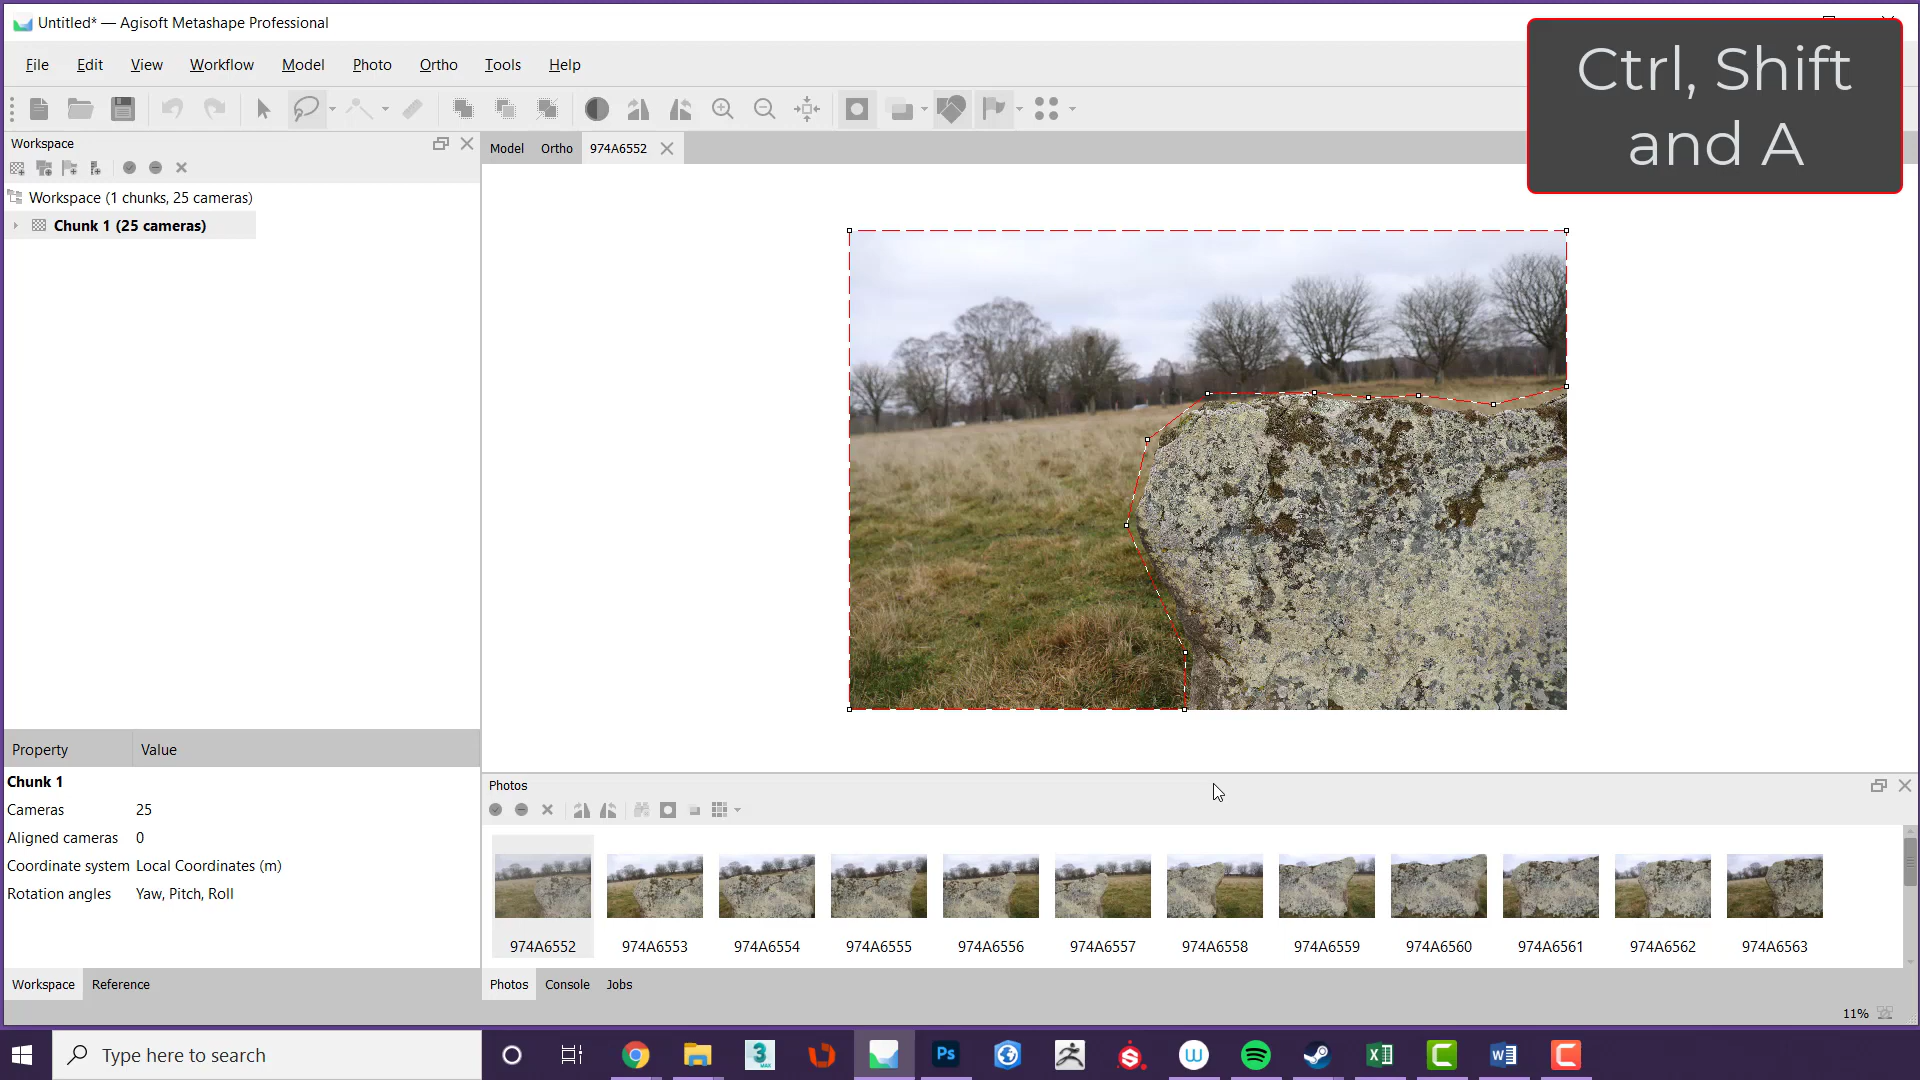 Untitled* — Agisoft Metashape Professional
File Edit View Workflow Model Photo Ortho Tools Help
Ctrl, Shift
and A
Workspace
Model Ortho 974A6552
Workspace (1 chunks, 25 cameras)
Chunk 1 (25 cameras)
Property Value
Chunk 1
Cameras 25
Aligned cameras 0
Coordinate system Local Coordinates (m)
Rotation angles Yaw, Pitch, Roll
Photos
974A6552 974A6553 974A6554 974A6555 974A6556 974A6557 974A6558 974A6559 974A6560 974A6561 974A6562 974A6563
Workspace Reference
Photos Console Jobs
11%
Type here to search
3
MAX
Ps
S
W
X
C
W
C